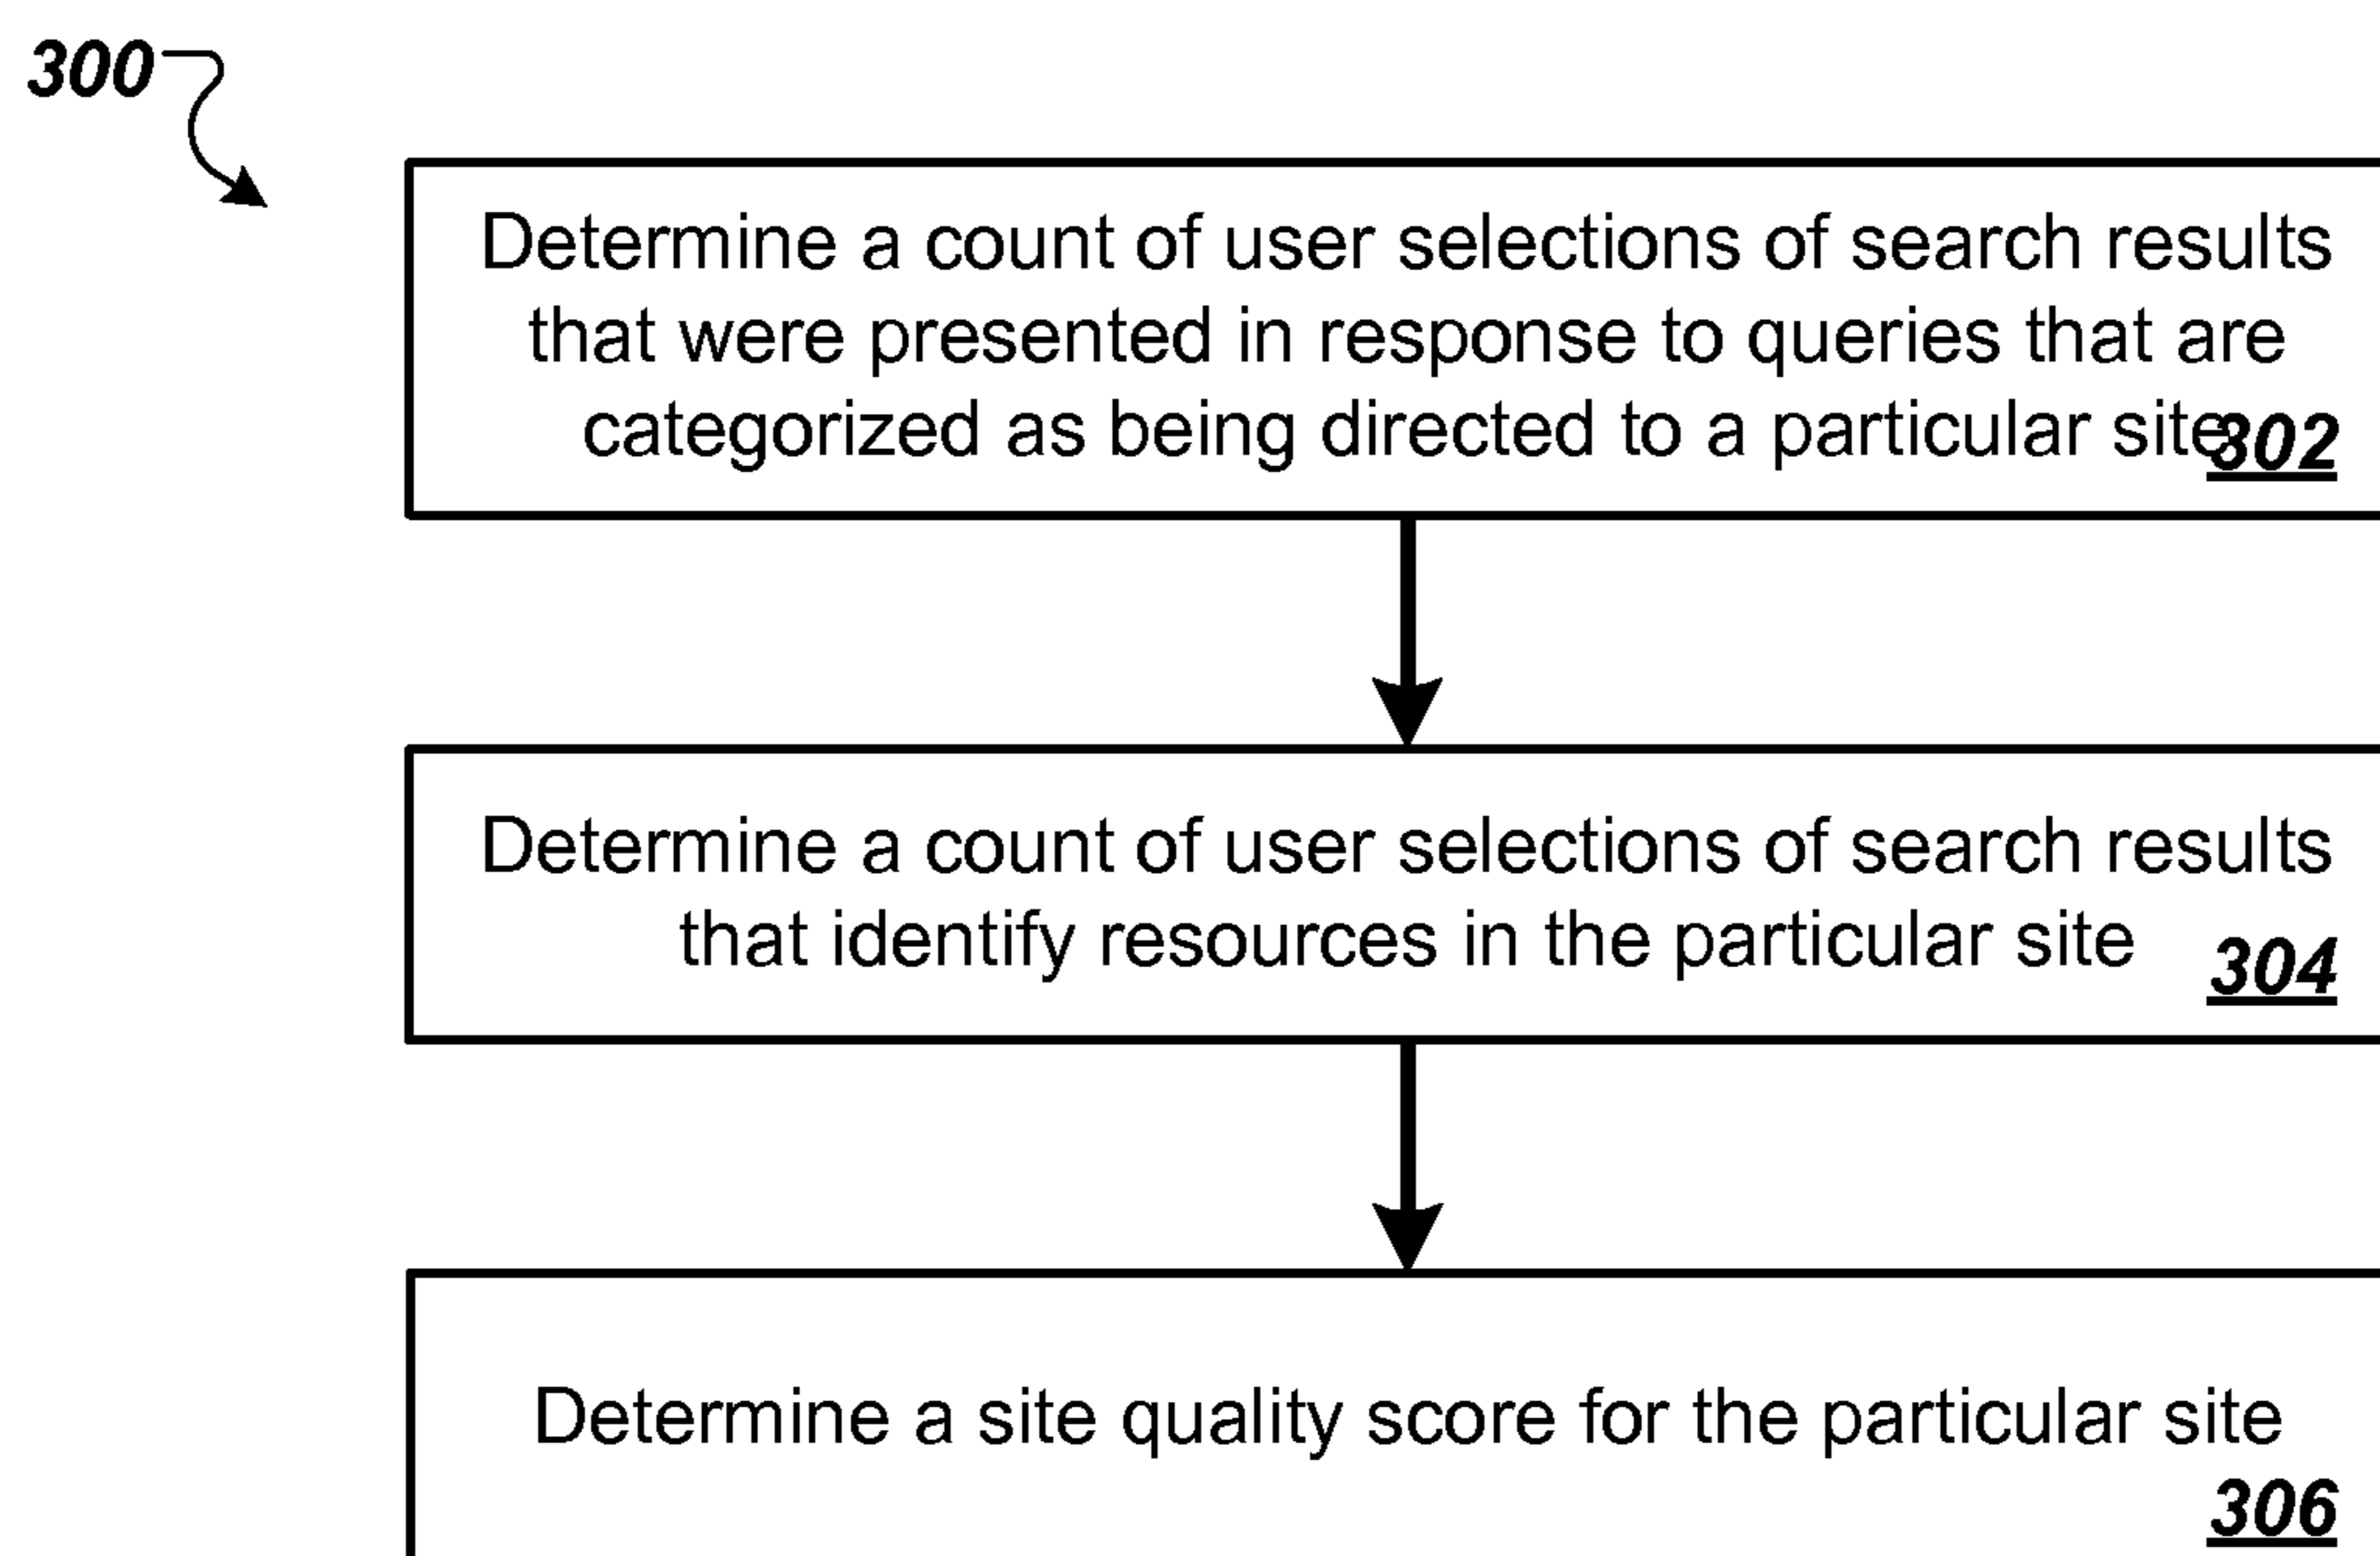 300
Determine a count of user selections of search results
that were presented in response to queries that are
categorized as being directed to a particular site
302
Determine a count of user selections of search results
that identify resources in the particular site
304
Determine a site quality score for the particular site
306